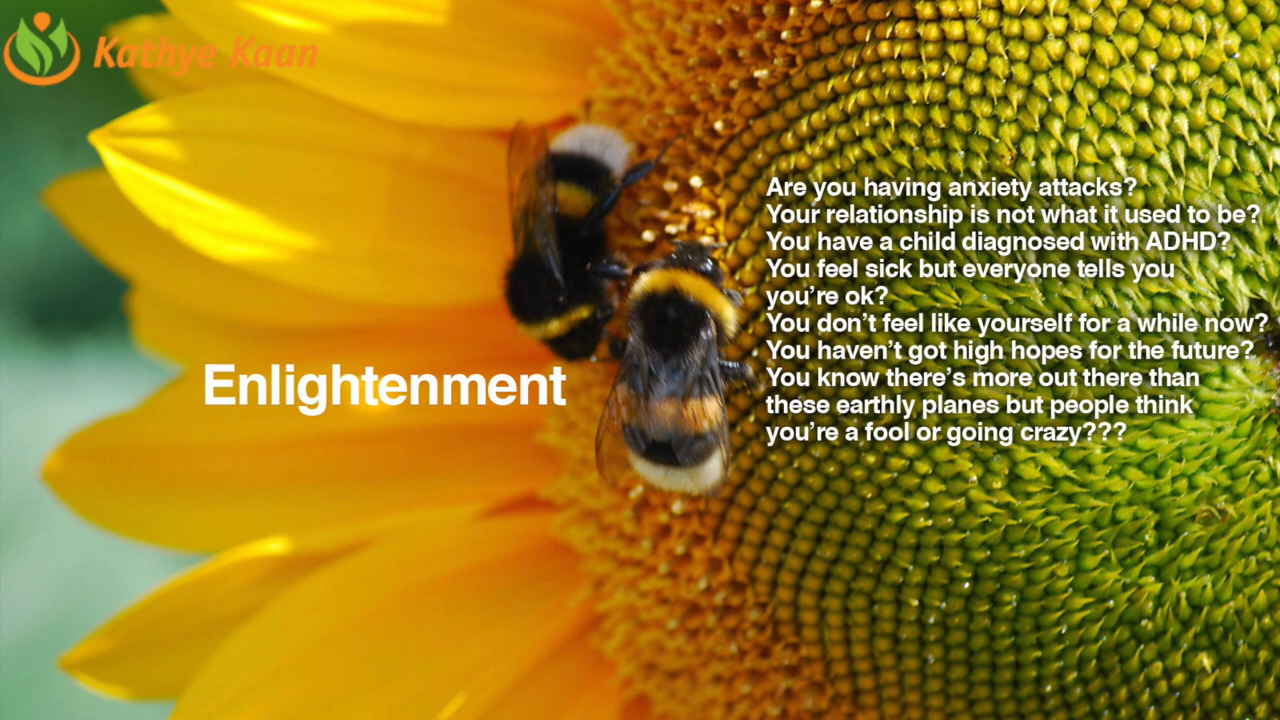 Kathye Kaan
Enlightenment
Are you having anxiety attacks?
Your relationship is not what it used to be?
You have a child diagnosed with ADHD?
You feel sick but everyone tells you
you’re ok?
You don’t feel like yourself for a while now?
You haven’t got high hopes for the future?
You know there’s more out there than
these earthly planes but people think
you’re a fool or going crazy???